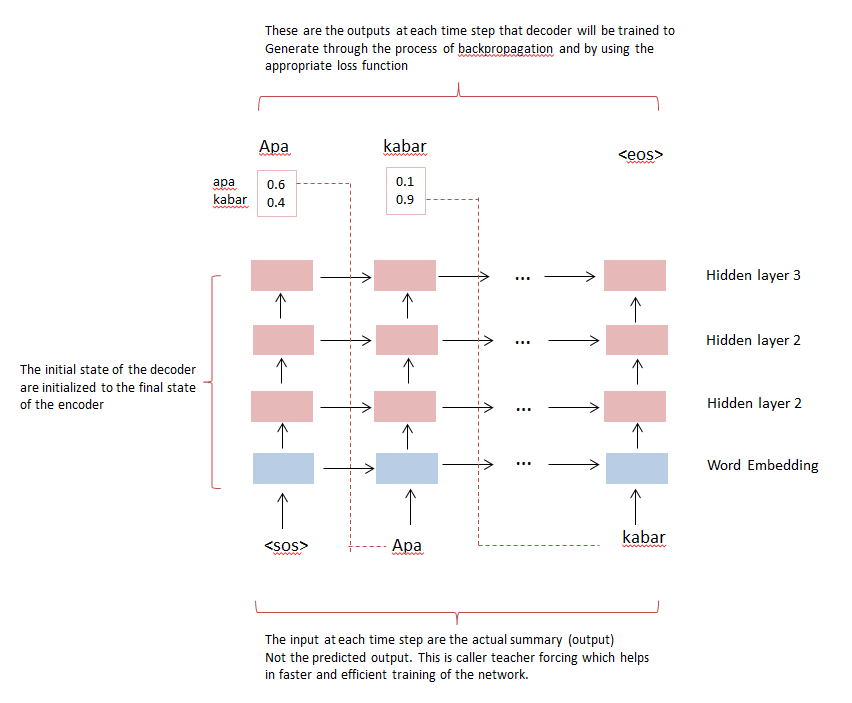 These are the outputs at each time step that decoder will be trained to
Generate through the process of backpropagation and by using the
appropriate loss function
Apa
kabar
<eos>
apa
kabar
0.6
0.4
0.1
0.9
... Hidden layer 3
... Hidden layer 2
The initial state of the decoder
are initialized to the final state
of the encoder
... Hidden layer 2
... Word Embedding
<sos>
Apa
kabar
The input at each time step are the actual summary (output)
Not the predicted output. This is caller teacher forcing which helps
in faster and efficient training of the network.